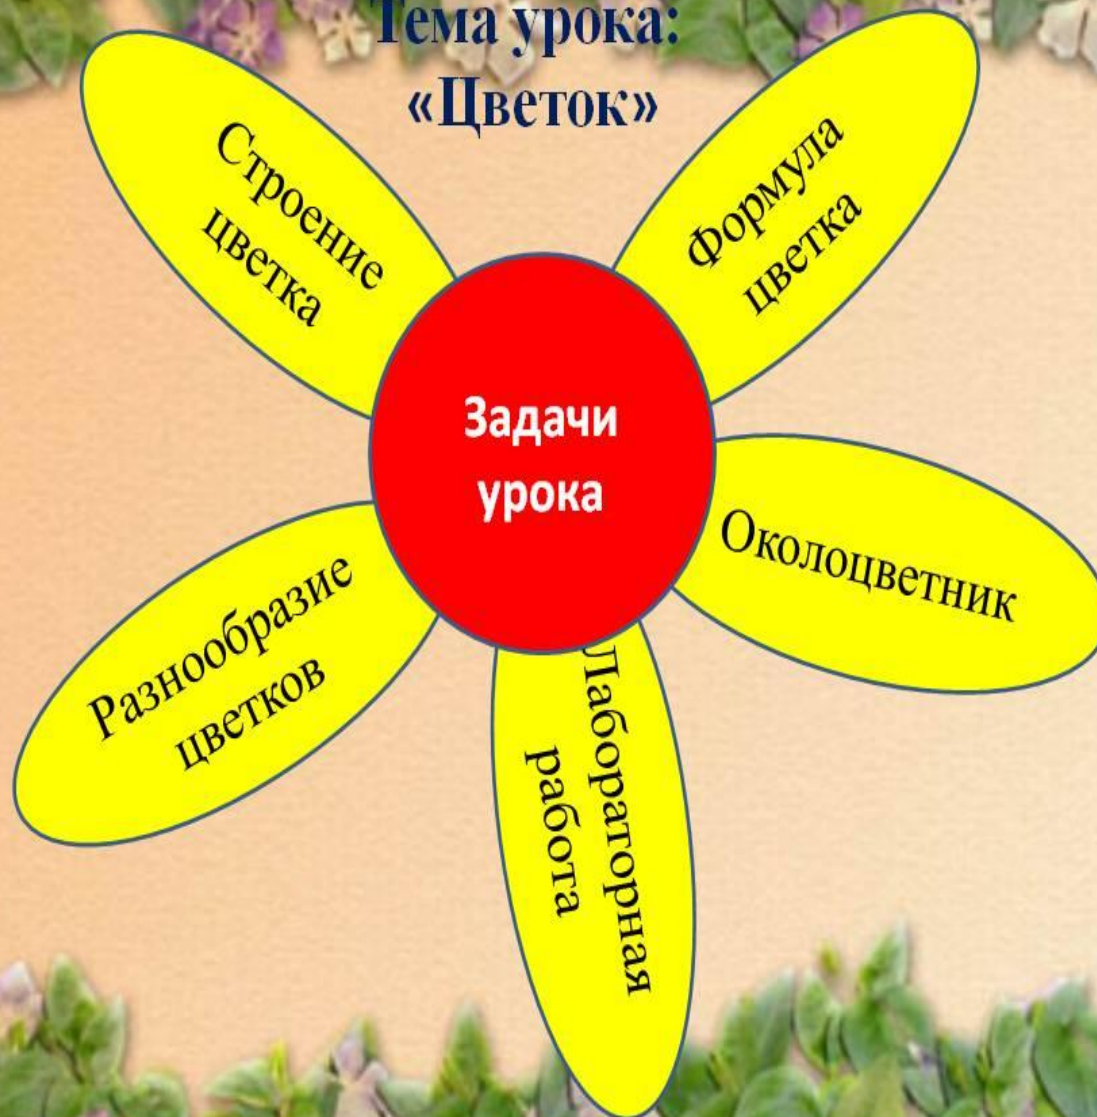 Тема урока:
«Цветок»
Строение
цветка
Формула
цветка
Задачи
урока
Околоцветник
Разнообразие
цветков
Лабораторная
работа